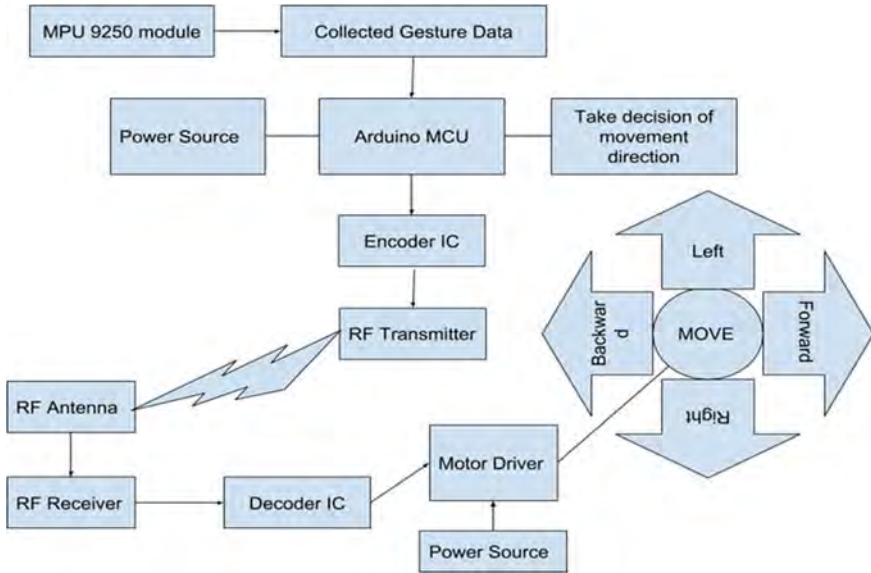 MPU 9250 module
Collected Gesture Data
Power Source
Arduino MCU
Take decision of
movement
direction
Encoder IC
Left
Backwar
d
MOVE
Forward
RF Transmitter
Right
RF Antenna
Motor Driver
RF Receiver
Decoder IC
Power Source